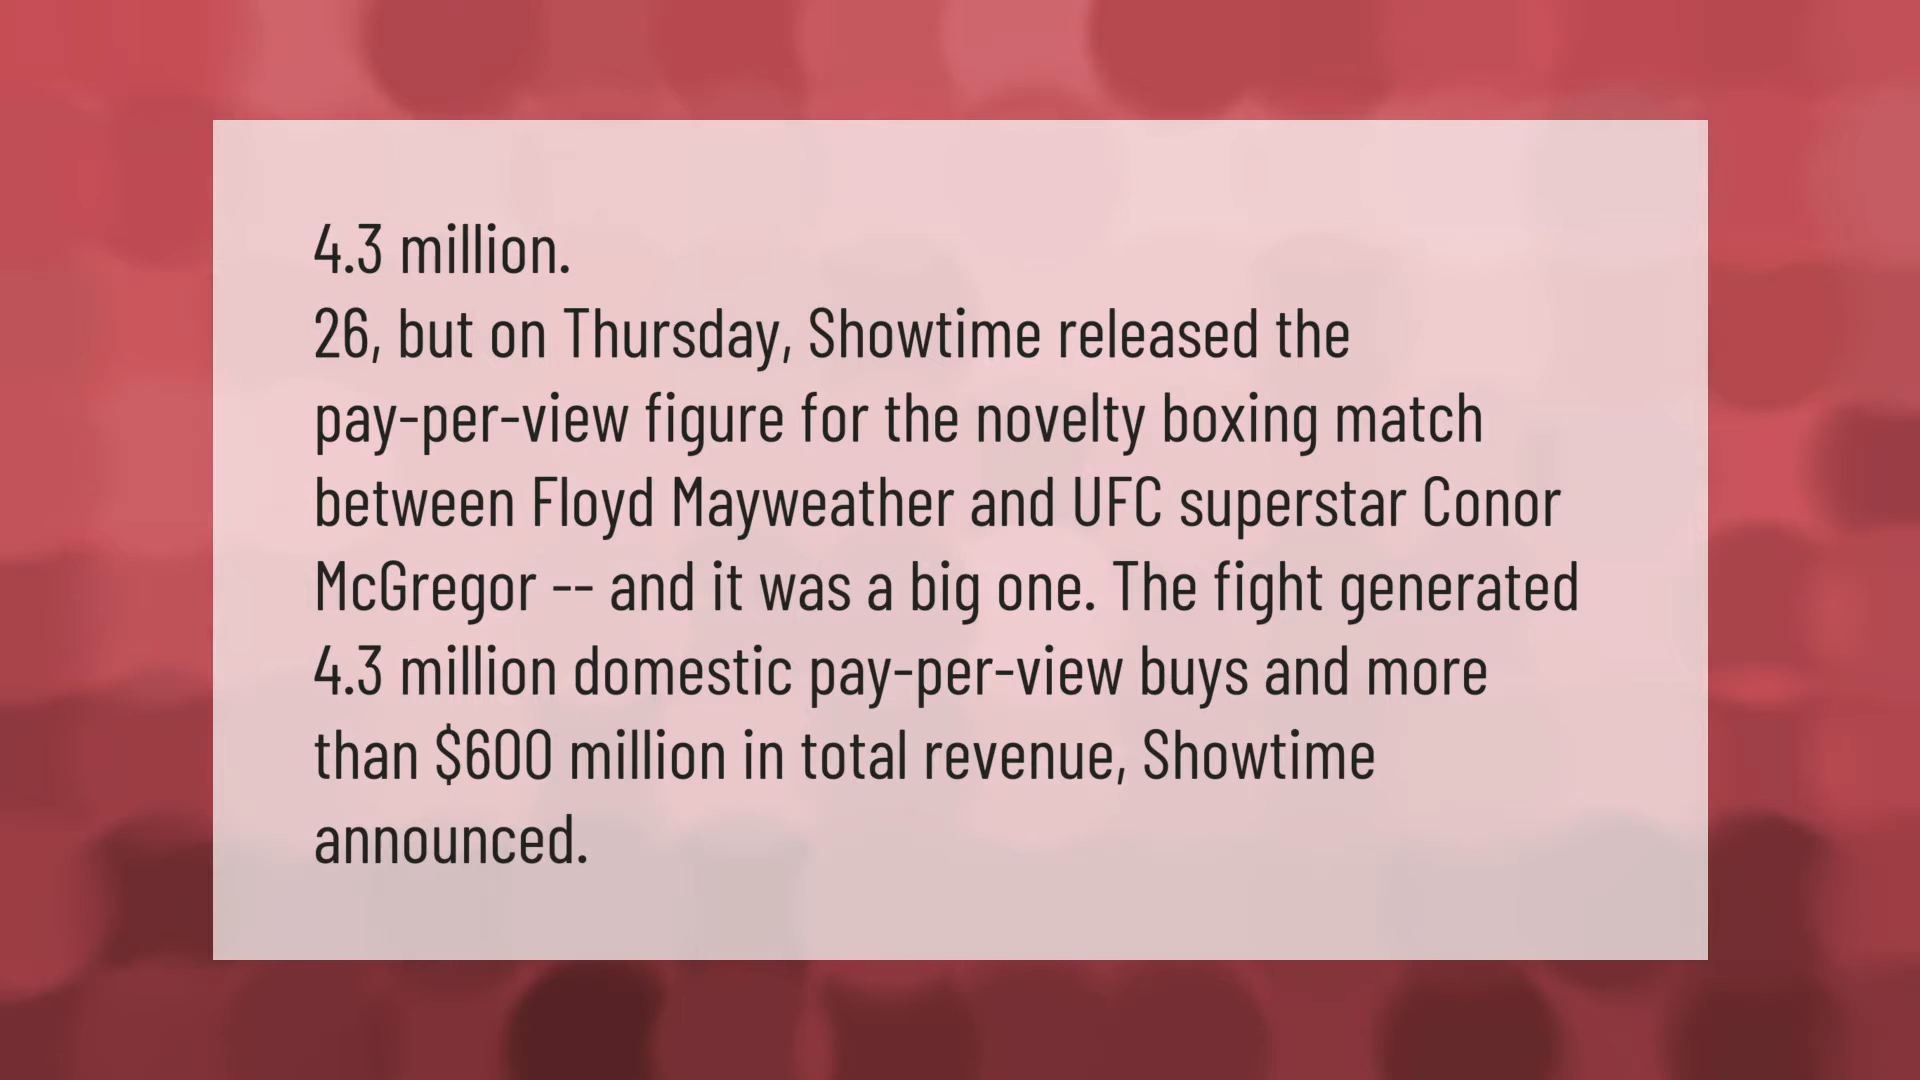 4.3 million.
26, but on Thursday, Showtime released the
pay-per-view figure for the novelty boxing match
between Floyd Mayweather and UFC superstar Conor
McGregor -- and it was a big one. The fight generated
4.3 million domestic pay-per-view buys and more
than $600 million in total revenue, Showtime
announced.